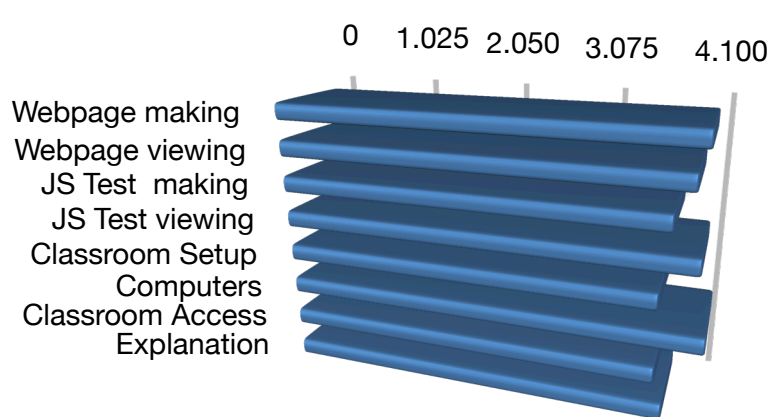 0 1.025 2.050 3.075 4.100
Webpage making
Webpage viewing
JS Test  making
JS Test viewing
Classroom Setup
Computers
Classroom Access
Explanation